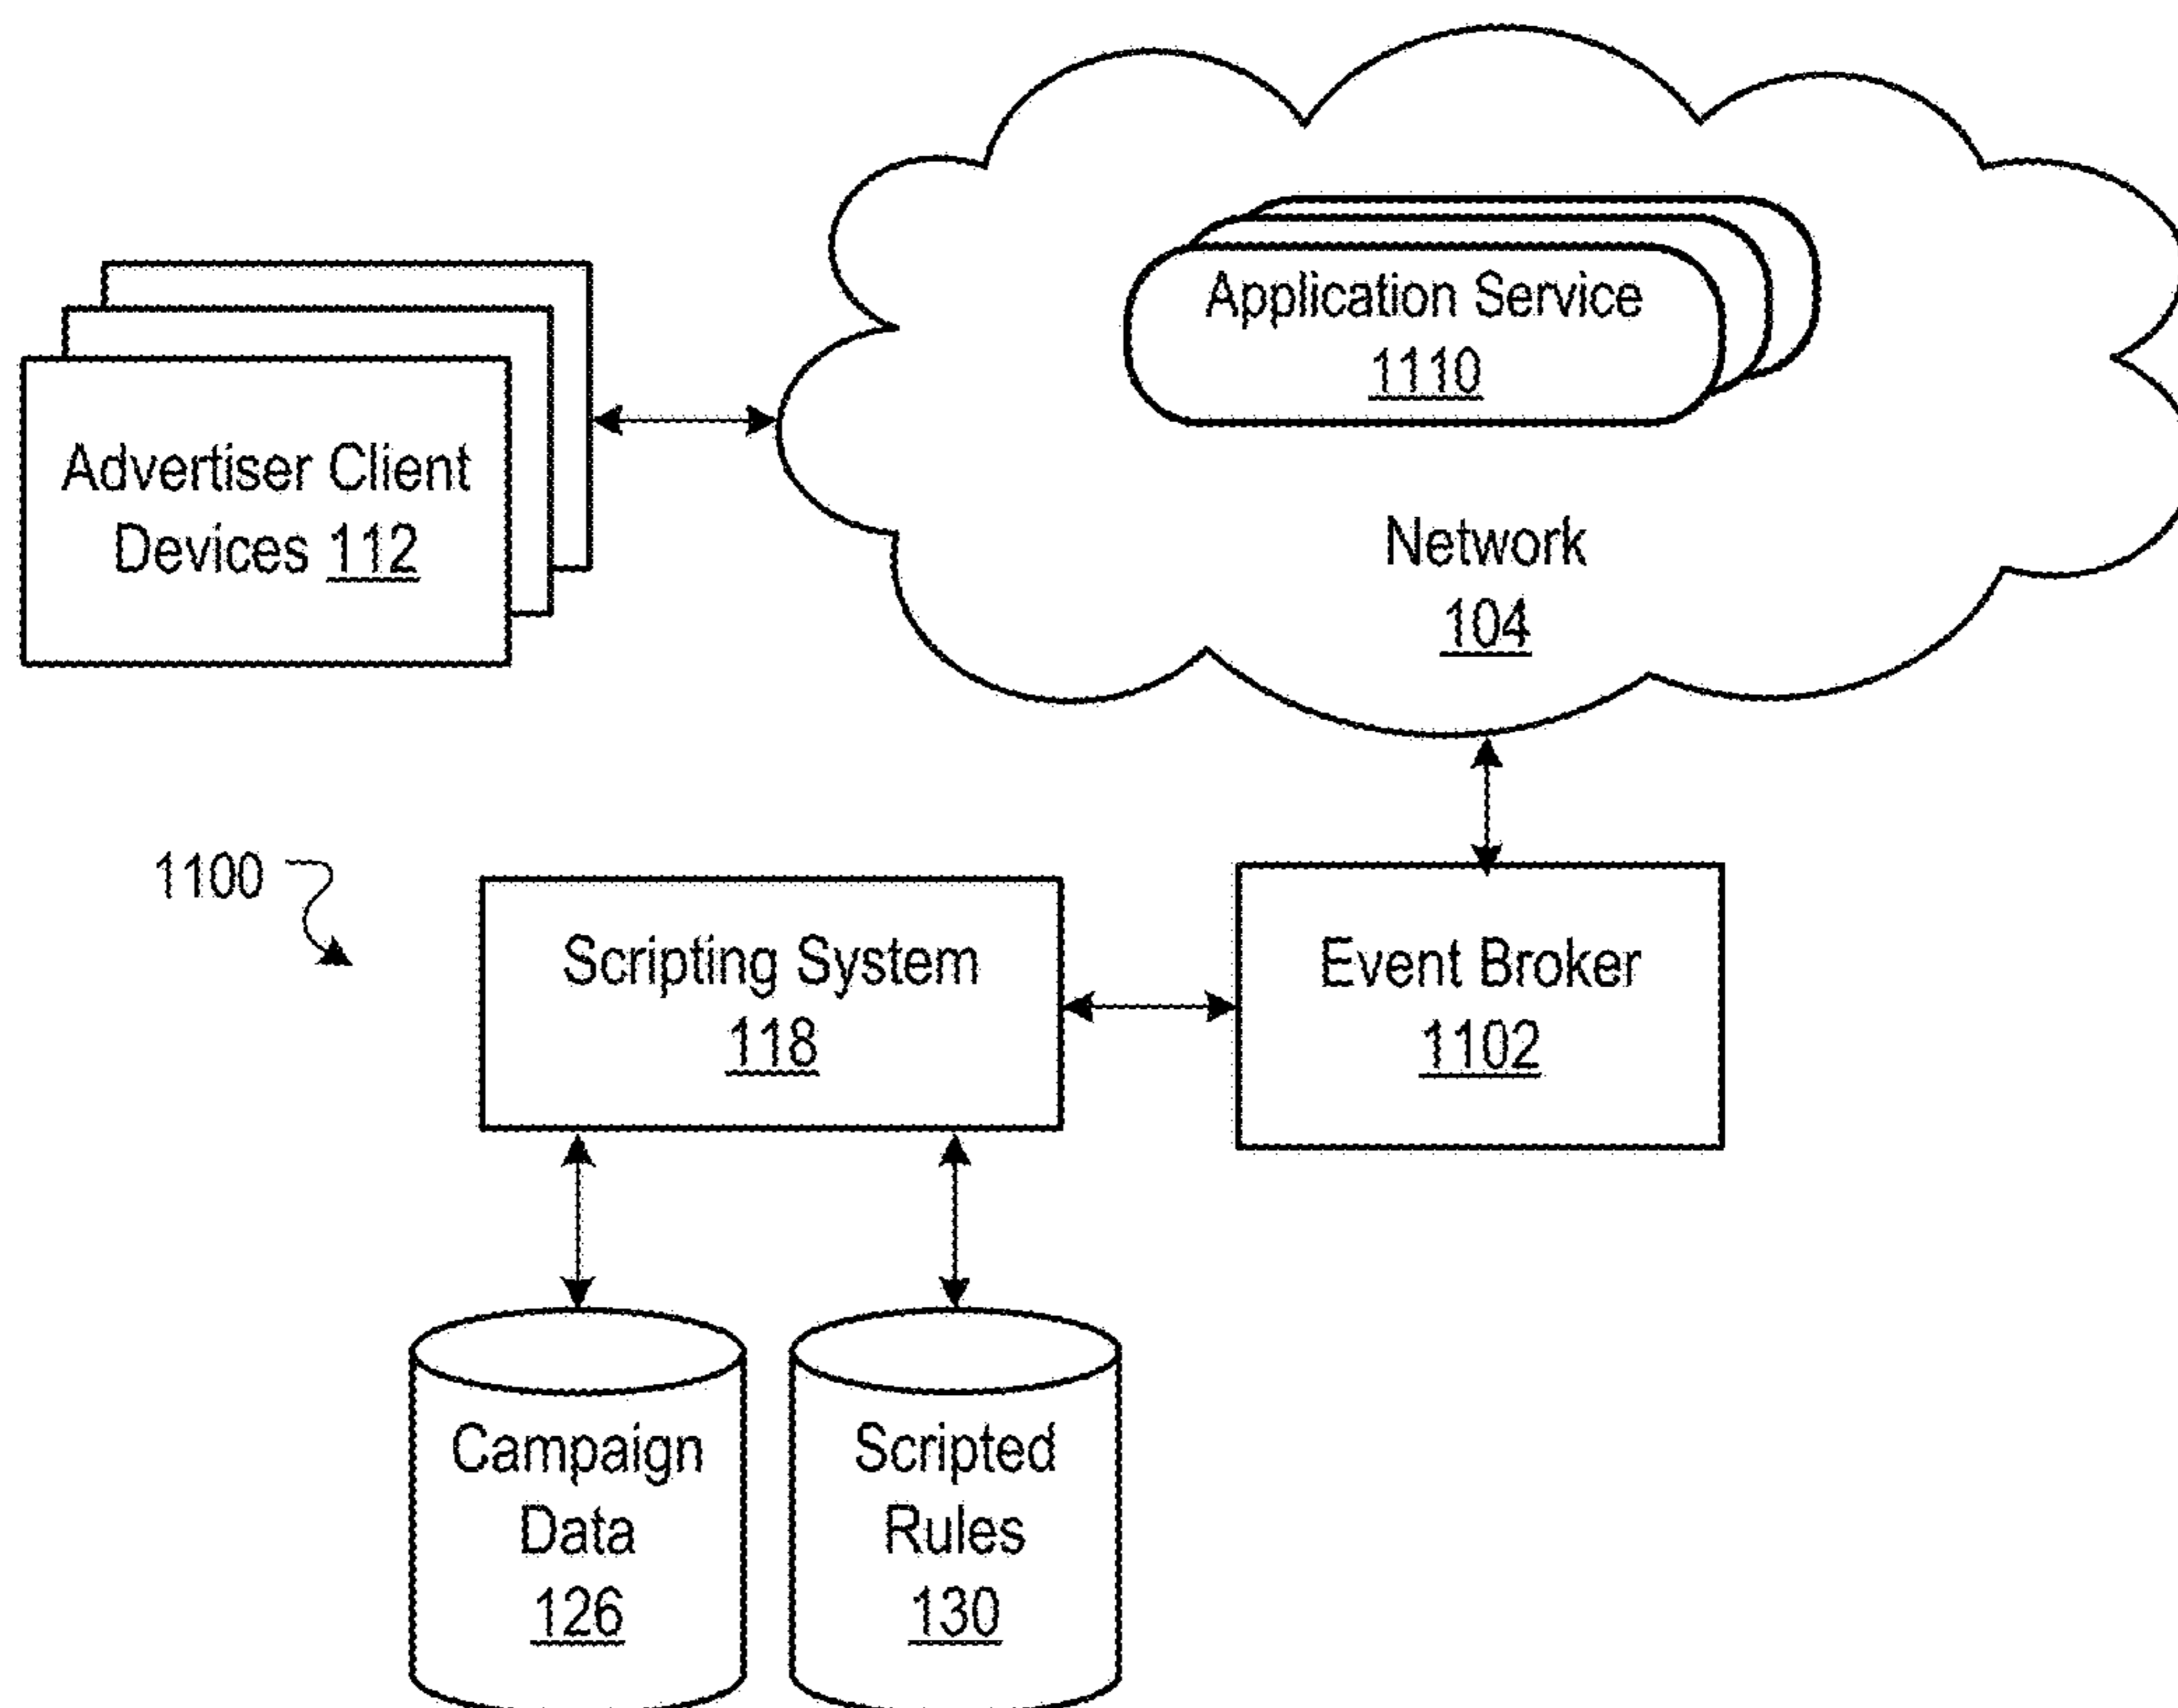 Application Service
1110
Advertiser Client
Devices 112
Network
104
1100
Scripting System
118
Event Broker
1102
Campaign
Data
126
Scripted
Rules
130